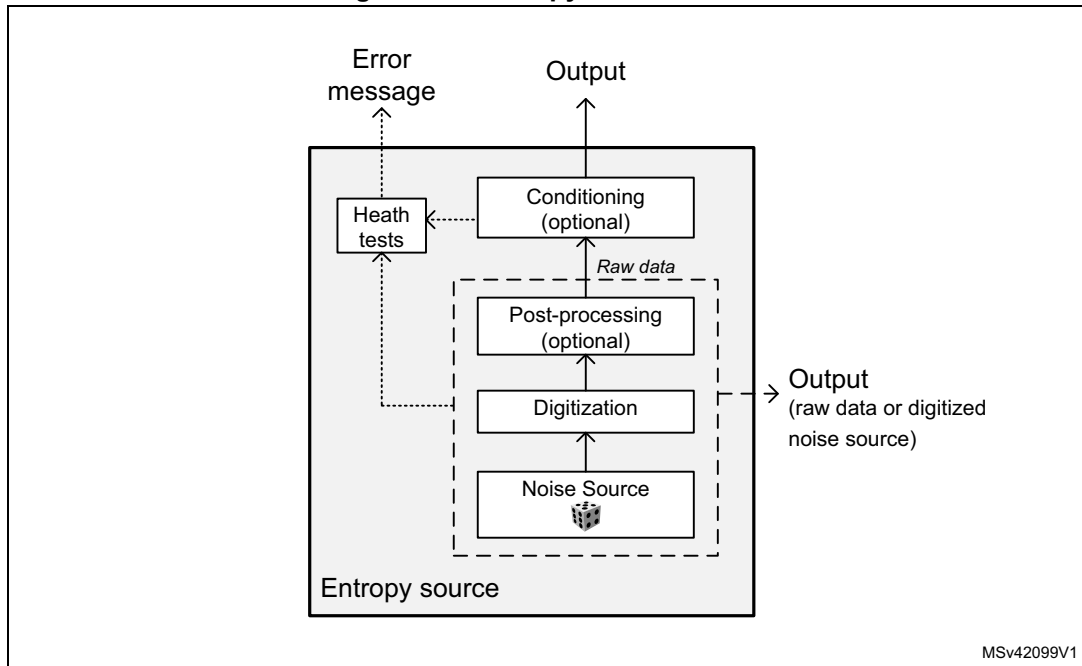 Error
message
Output
Conditioning
(optional)
Heath
tests
Raw data
Post-processing
(optional)
Digitization
Output
(raw data or digitized
noise source)
Noise Source
Entropy source
MSv42099V1